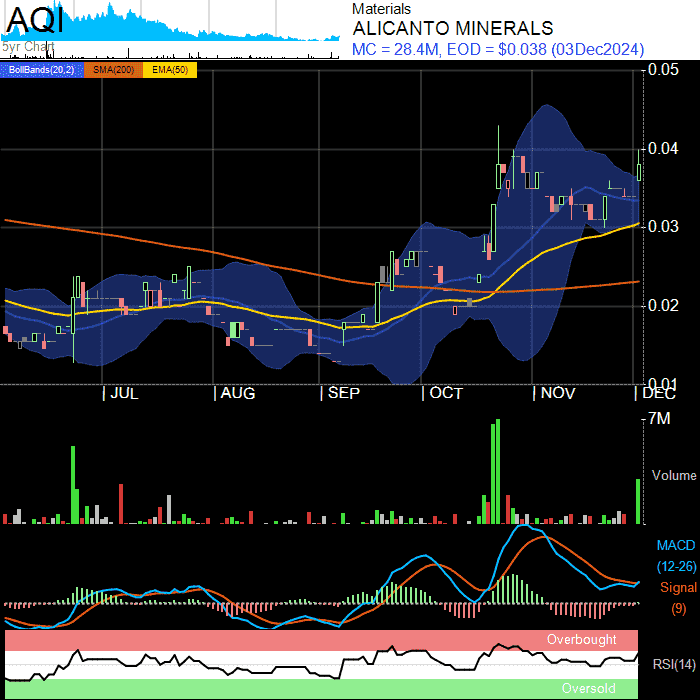 AQI
5yr Chart
Materials
ALICANTO MINERALS
MC = 28.4M, EOD = $0.038 (03Dec2024)
BollBands(20,2) SMA(200) EMA(50)
0.05
0.04
0.03
0.02
0.01
JUL AUG SEP OCT NOV DEC
7M
Volume
MACD
(12-26)
Signal
(9)
Overbought
RSI(14)
Oversold